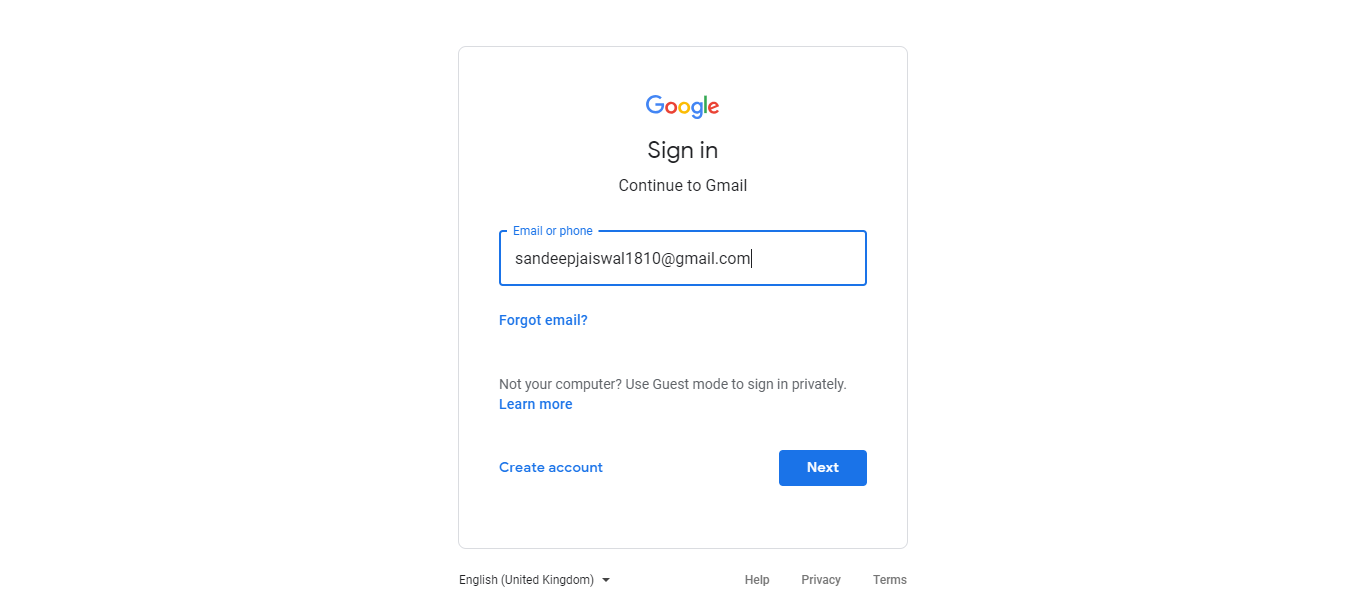 Google
Sign in
Continue to Gmail
Email or phone
sandeepjaiswal1810@gmail.com
Forgot email?
Not your computer? Use Guest mode to sign in privately.
Learn more
Create account
Next
English (United Kingdom)
Help
Privacy
Terms